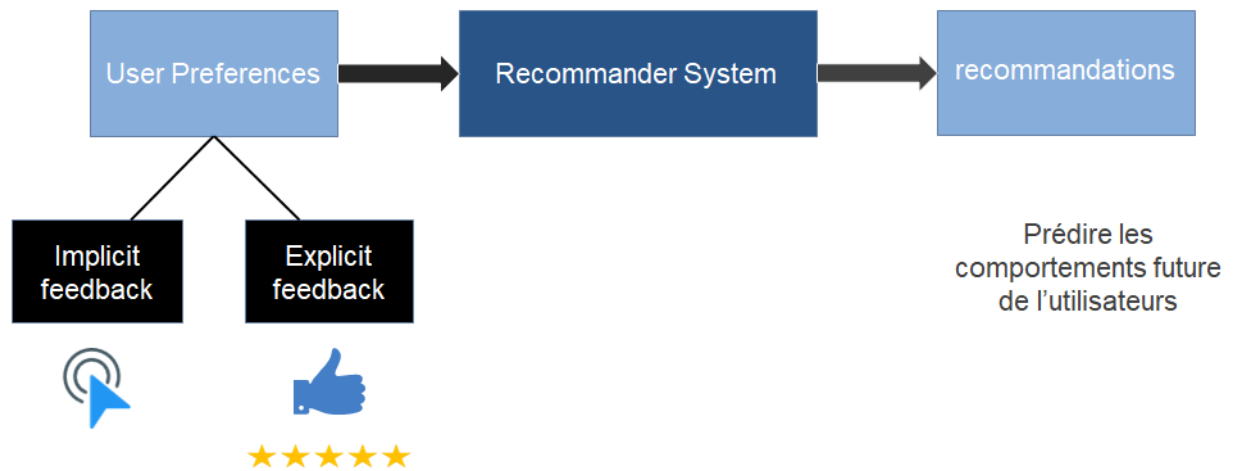 User Preferences
Recommander System
recommandations
Implicit
feedback
Explicit
feedback
Prédire les
comportements future
de l'utilisateurs